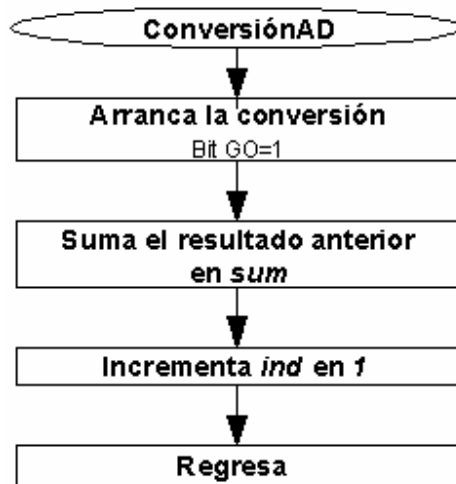 ConversiónAD
Arranca la conversión
Bit GO=1
Suma el resultado anterior
en sum
Incrementa ind en 1
Regresa